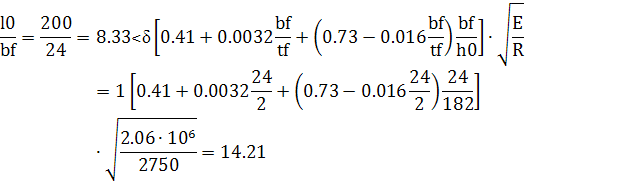 l0/bf = 200/24 = 8.33<δ[0.41 + 0.0032 bf/tf + (0.73 − 0.016 bf/tf) bf/h0] · √(E/R)
= 1 [0.41 + 0.0032 24/2 + (0.73 − 0.016 24/2) 24/182]
· √(2.06 · 10⁶/2750) = 14.21